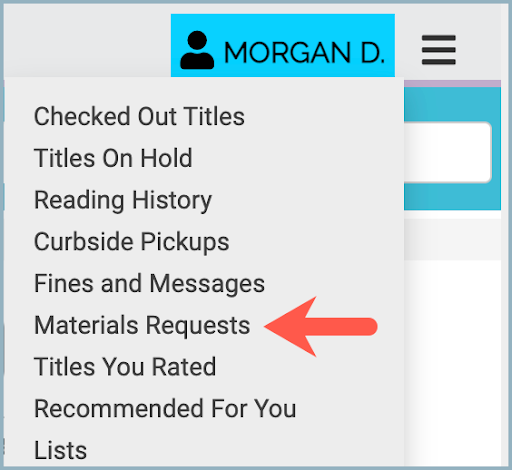 MORGAN D.
Checked Out Titles
Titles On Hold
Reading History
Curbside Pickups
Fines and Messages
Materials Requests
Titles You Rated
Recommended For You
Lists